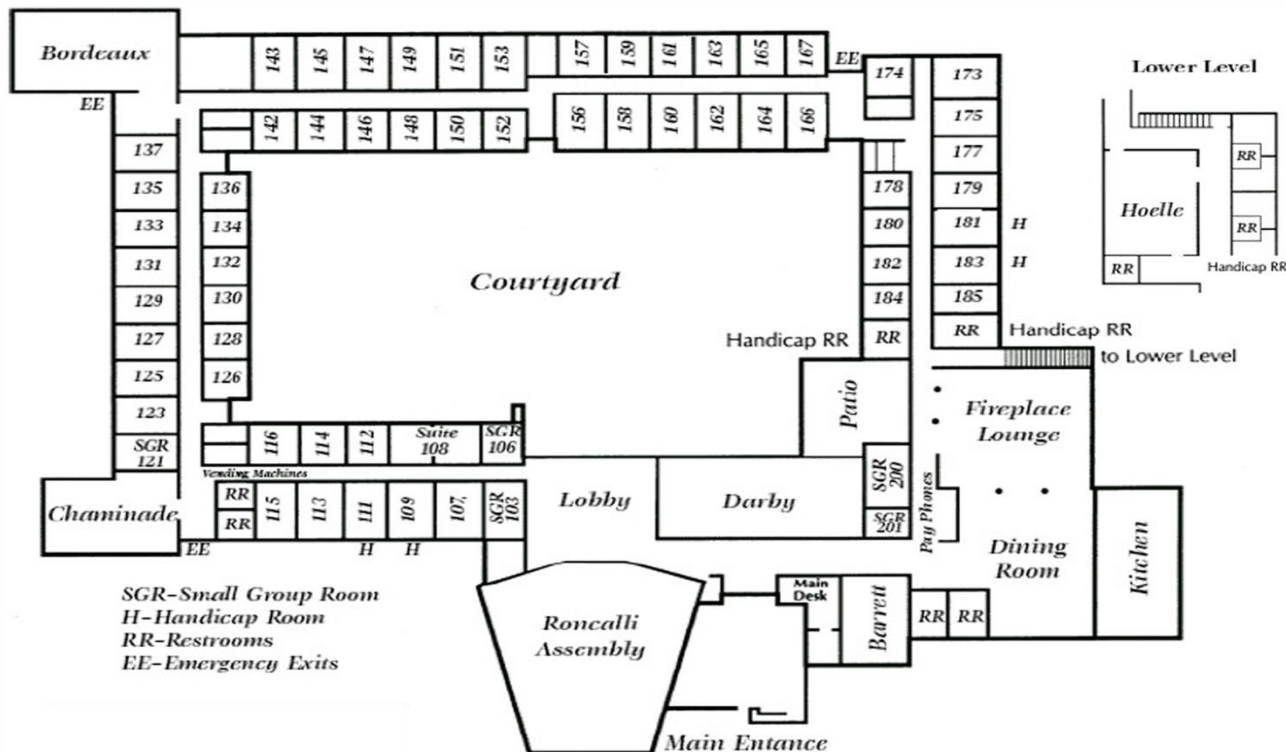 Bordeaux
143
145
147
149
151
153
157
159
161
163
165
167
EE
174
173
Lower Level
EE
142
144
146
148
150
152
156
158
160
162
164
166
175
137
177
RR
135
136
178
179
Hoelle
133
134
180
181
H
RR
131
132
Courtyard
182
183
H
RR
Handicap RR
129
130
184
185
127
128
Handicap RR
RR
RR
Handicap RR
to Lower Level
125
126
123
Patio
Fireplace
Lounge
SGR
121
116
114
112
Suite
108
SGR
106
Vending Machines
SGR 200
Chaminade
RR
RR
115
113
111
109
107,
SGR
103
Lobby
Darby
SGR
201
Pay Phones
Dining
Room
Kitchen
EE
H
H
SGR-Small Group Room
H-Handicap Room
RR-Restrooms
EE-Emergency Exits
Roncalli
Assembly
Main
Desk
Barrett
RR
RR
Main Entance